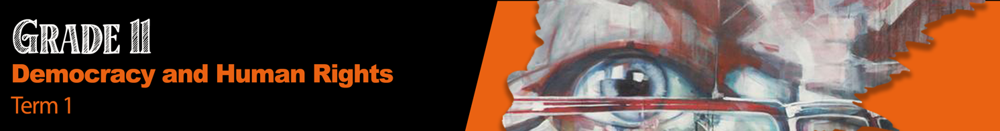 GRADE 11
Democracy and Human Rights
Term 1